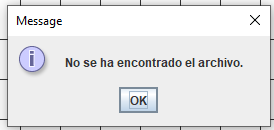 Message
No se ha encontrado el archivo.
OK